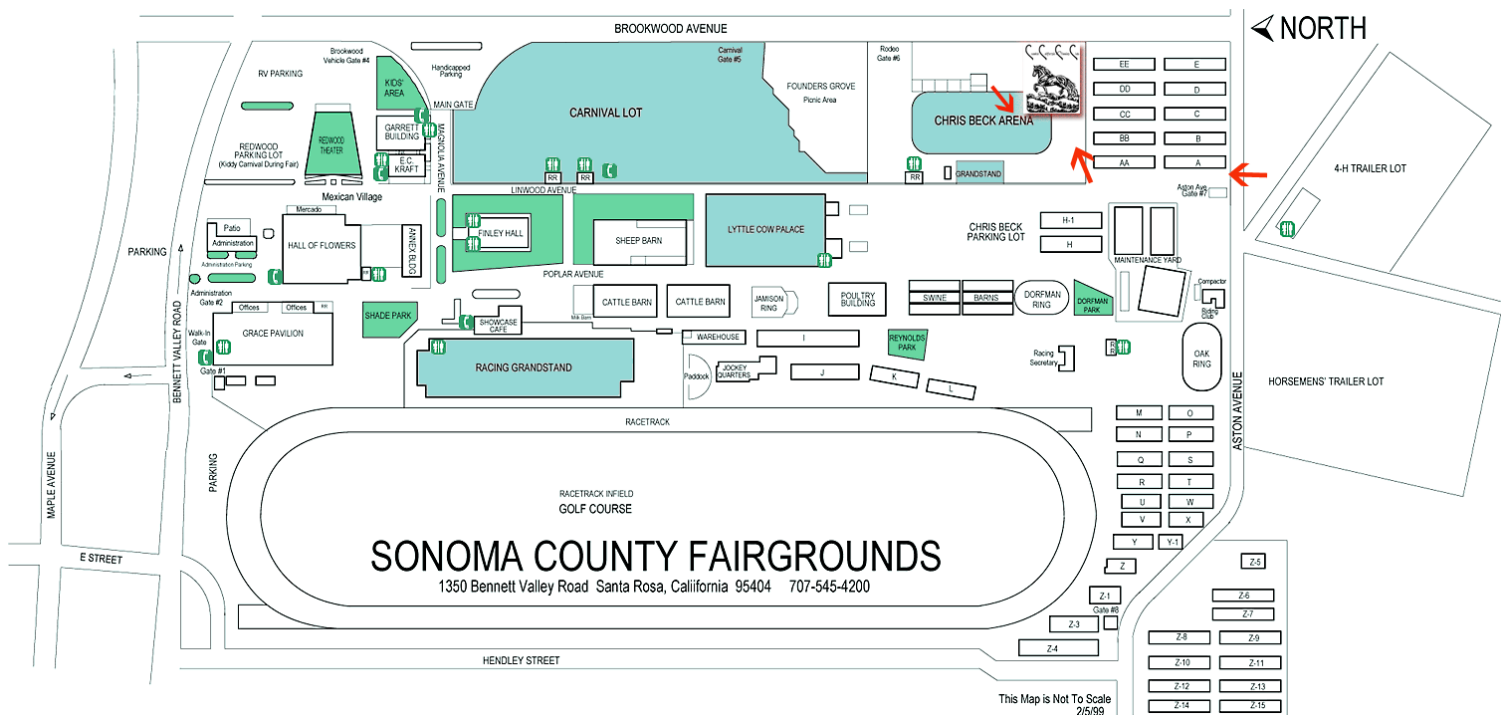 BROOKWOOD AVENUE
NORTH
Brookwood
Vehicle Gate #4
RV PARKING
Handicapped
Parking
KIDS'
AREA
MAIN GATE
Carnival
Gate #5
Rodeo
Gate #6
FOUNDERS GROVE
Picnic Area
CARNIVAL LOT
CHRIS BECK ARENA
GRANDSTAND
EE
E
DD
D
CC
C
BB
B
AA
A
4-H TRAILER LOT
Aston Ave
Gate #7
GARRETT
BUILDING
E.C.
KRAFT
MAGNOLIA AVENUE
REDWOOD
THEATER
REDWOOD
PARKING LOT
(Kiddy Carnival During Fair)
RR
RR
RR
LINWOOD AVENUE
Mexican Village
Mercado
Patio
Administration
Administration Parking
HALL OF FLOWERS
RR
ANNEX BLDG
FINLEY HALL
SHEEP BARN
LYTTLE COW PALACE
CHRIS BECK
PARKING LOT
H-1
H
MAINTENANCE YARD
PARKING
BENNETT VALLEY ROAD
POPLAR AVENUE
Administration
Gate #2
Offices
Offices
RR
GRACE PAVILION
Walk-In
Gate
Gate #1
SHADE PARK
SHOWCASE
CAFE
Milk Barn
CATTLE BARN
CATTLE BARN
JAMISON
RING
POULTRY
BUILDING
SWINE
BARNS
DORFMAN
RING
DORFMAN
PARK
Compactor
Riding
Club
WAREHOUSE
I
REYNOLDS
PARK
Racing
Secretary
RR
OAK
RING
RACING GRANDSTAND
Paddock
JOCKEY
QUARTERS
J
K
L
HORSEMENS' TRAILER LOT
ASTON AVENUE
RACETRACK
M
O
N
P
Q
S
R
T
U
W
V
X
Y
Y-1
Z
Z-1
Gate #8
Z-3
Z-4
PARKING
MAPLE AVENUE
E STREET
RACETRACK INFIELD
GOLF COURSE
SONOMA COUNTY FAIRGROUNDS
1350 Bennett Valley Road Santa Rosa, Caliifornia 95404 707-545-4200
HENDLEY STREET
Z-5
Z-6
Z-7
Z-8
Z-9
Z-10
Z-11
Z-12
Z-13
Z-14
Z-15
This Map is Not To Scale
2/5/99